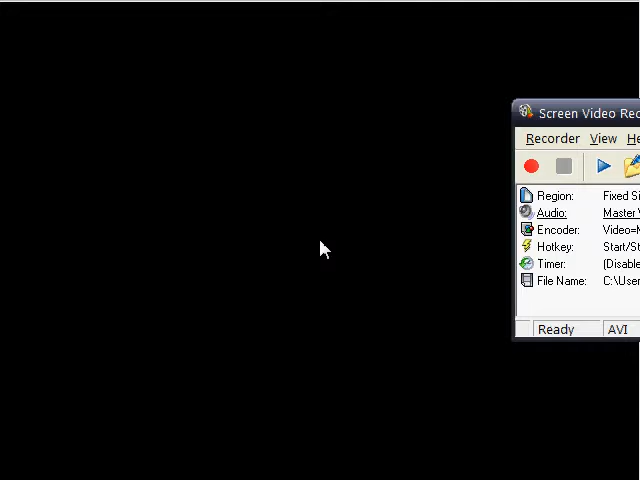 Screen Video Rec
Recorder View He
Region: Fixed Si
Audio: Master
Encoder: Video=
Hotkey: Start/St
Timer: (Disable
File Name: C:\User
Ready AVI